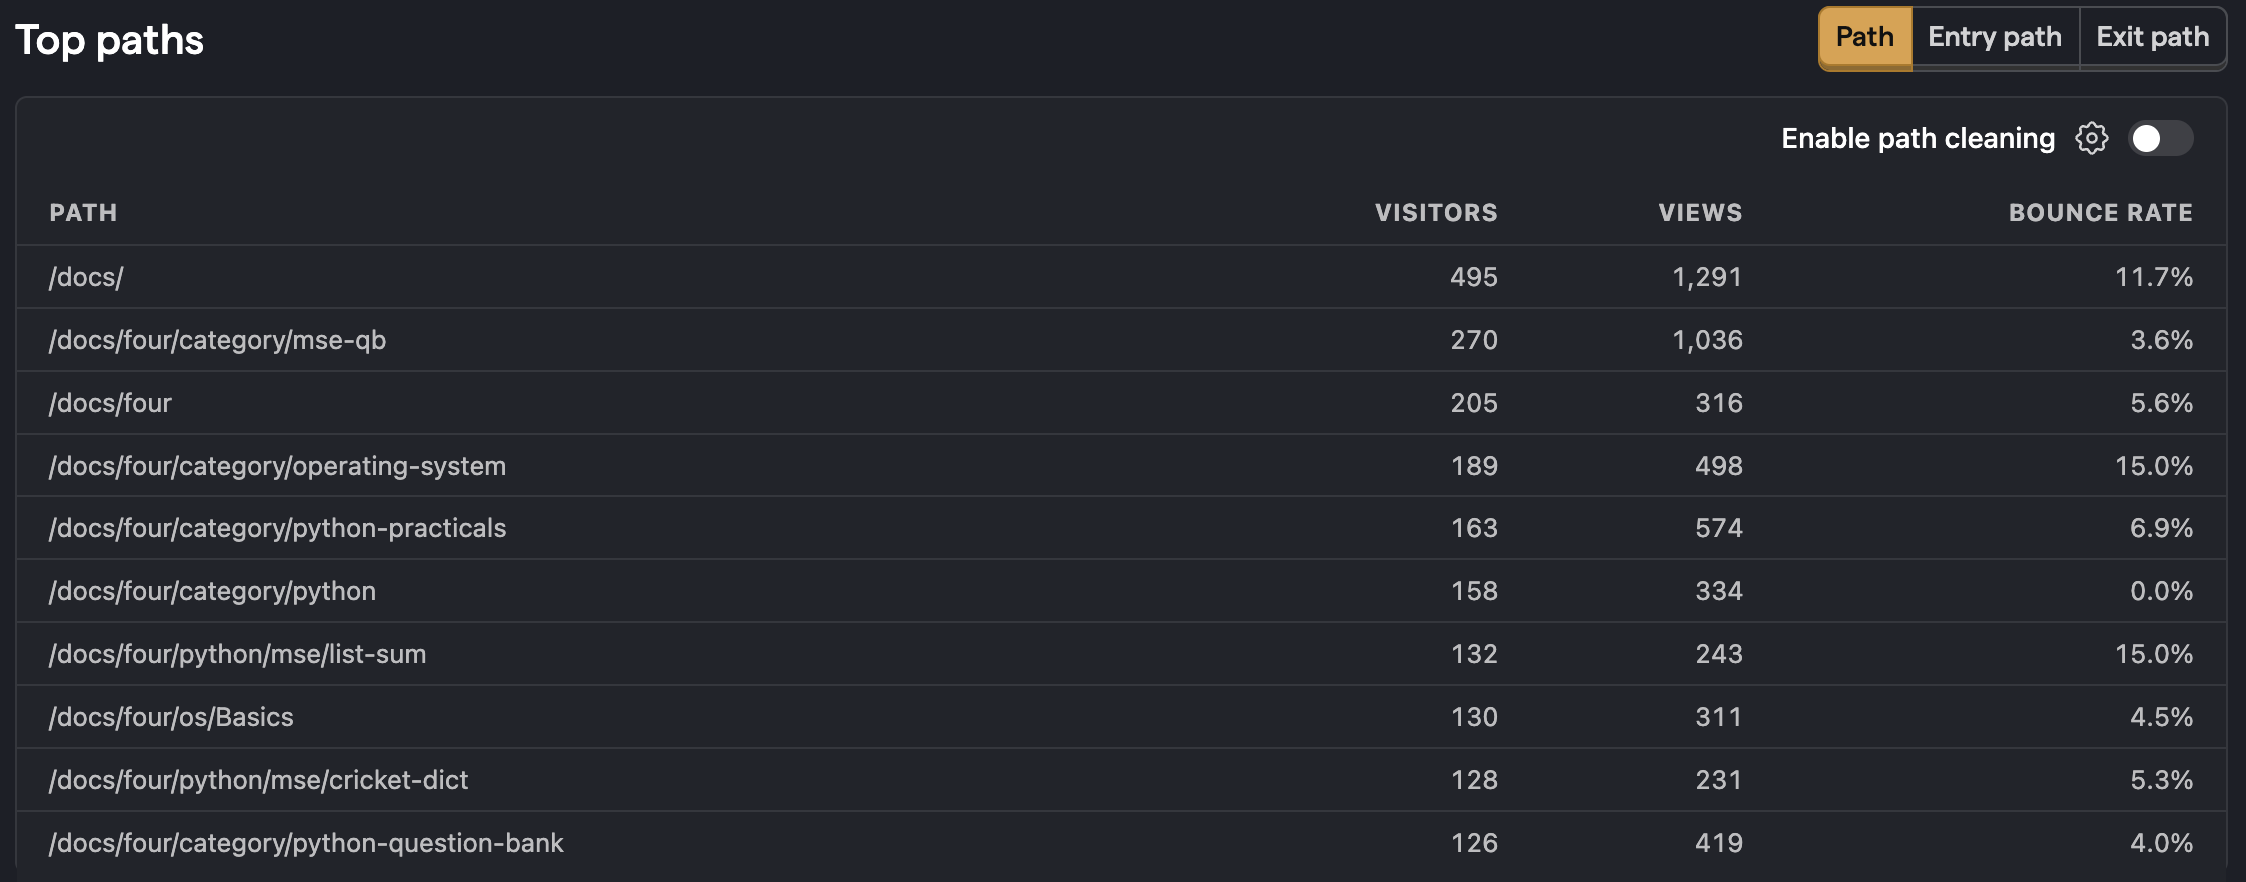 Top paths
Path Entry path Exit path
Enable path cleaning
PATH VISITORS VIEWS BOUNCE RATE
/docs/ 495 1,291 11.7%
/docs/four/category/mse-qb 270 1,036 3.6%
/docs/four 205 316 5.6%
/docs/four/category/operating-system 189 498 15.0%
/docs/four/category/python-practicals 163 574 6.9%
/docs/four/category/python 158 334 0.0%
/docs/four/python/mse/list-sum 132 243 15.0%
/docs/four/os/Basics 130 311 4.5%
/docs/four/python/mse/cricket-dict 128 231 5.3%
/docs/four/category/python-question-bank 126 419 4.0%